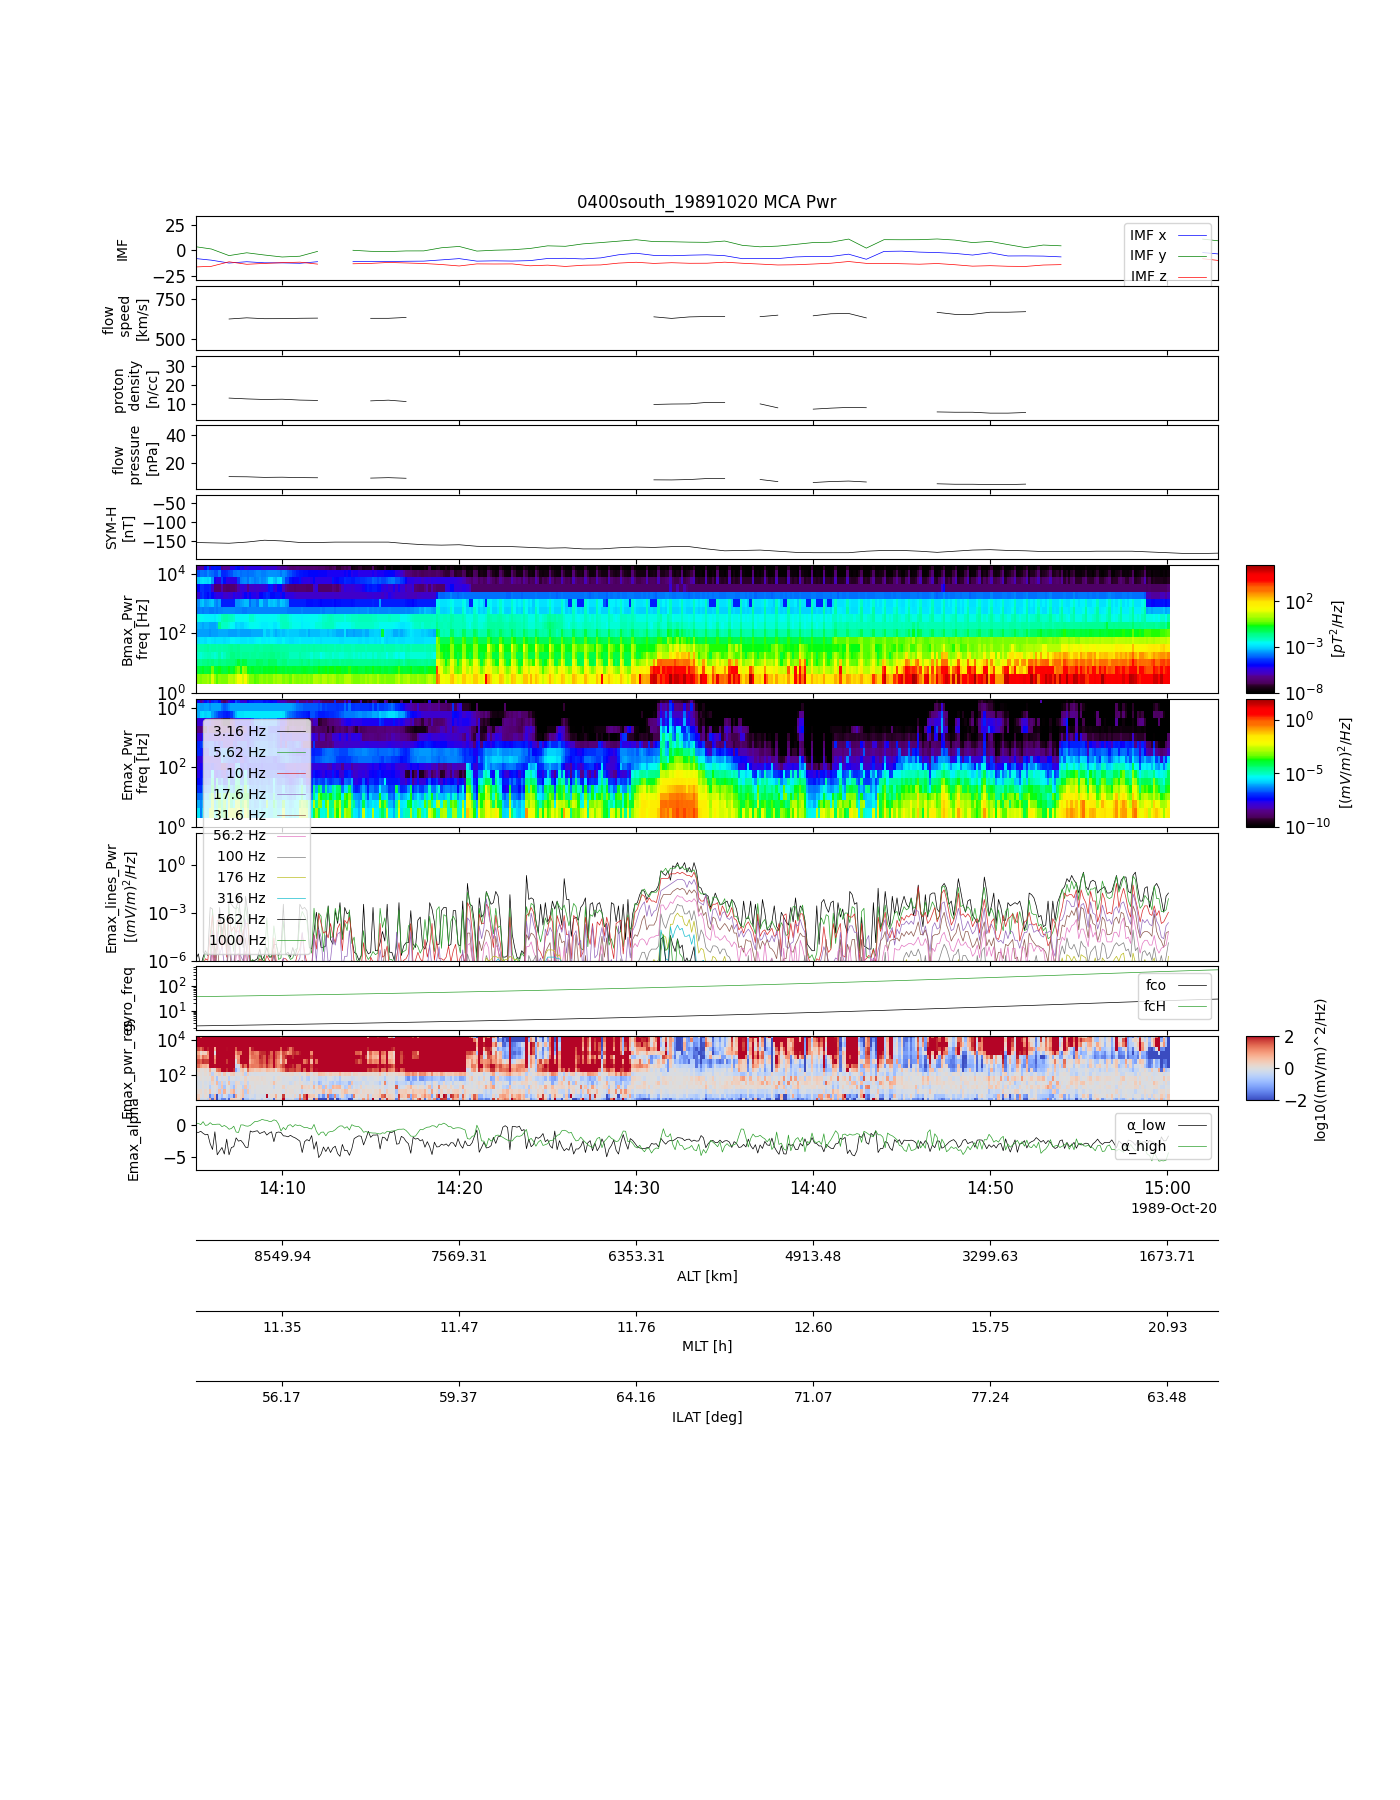 0400south_19891020 MCA Pwr
25
0
−25
IMF
IMF x
IMF y
IMF z
750
500
flow
speed
[km/s]
30
20
10
proton
density
[n/cc]
40
20
flow
pressure
[nPa]
−50
−100
−150
SYM-H
[nT]
10^4
10^2
10^0
Bmax_Pwr
freq [Hz]
10^2
10^−3
10^−8
[pT^2/Hz]
10^4
10^2
10^0
Emax_Pwr
freq [Hz]
10^0
10^−5
10^−10
[(mV/m)^2/Hz]
3.16 Hz
5.62 Hz
10 Hz
17.6 Hz
31.6 Hz
56.2 Hz
100 Hz
176 Hz
316 Hz
562 Hz
1000 Hz
10^0
10^−3
10^−6
Emax_lines_Pwr
[(mV/m)^2/Hz]
10^2
10^1
gyro_freq
fco
fcH
10^4
10^2
2
0
−2
log10((mV/m)^2/Hz)
0
−5
Emax_alpha
α_low
α_high
14:10 14:20 14:30 14:40 14:50 15:00
1989-Oct-20
8549.94 7569.31 6353.31 4913.48 3299.63 1673.71
ALT [km]
11.35 11.47 11.76 12.60 15.75 20.93
MLT [h]
56.17 59.37 64.16 71.07 77.24 63.48
ILAT [deg]